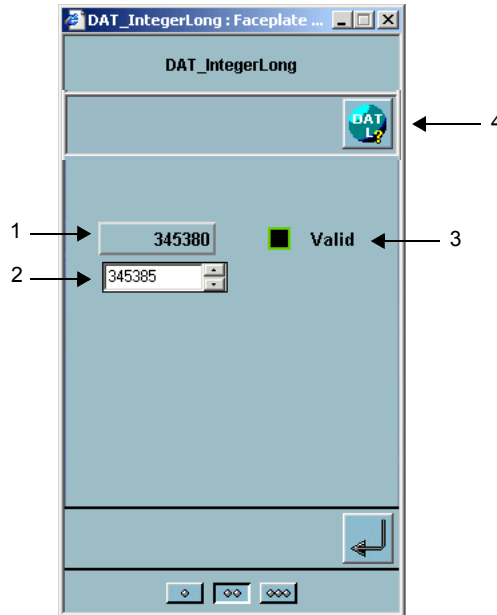 DAT_IntegerLong : Faceplate ...
DAT_IntegerLong
DAT
L?
4
1
345380
Valid
3
2
345385